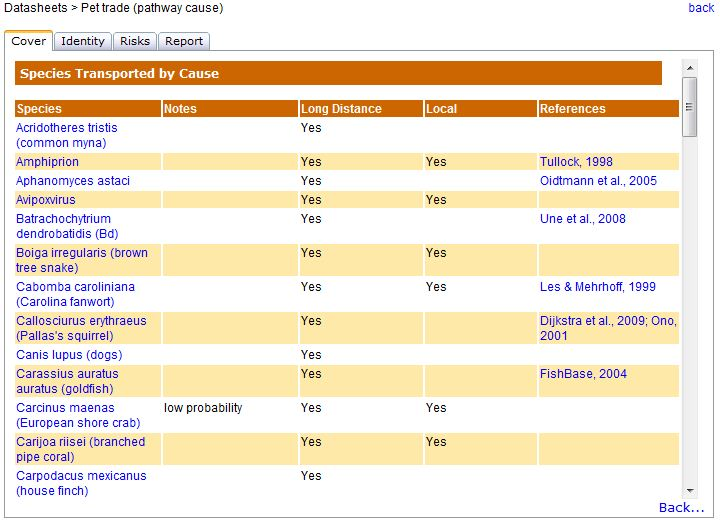 Datasheets > Pet trade (pathway cause) back
Cover Identity Risks Report
Species Transported by Cause
Species Notes Long Distance Local References
Acridotheres tristis Yes
(common myna)
Amphiprion Yes Yes Tullock, 1998
Aphanomyces astaci Yes Oidtmann et al., 2005
Avipoxvirus Yes Yes
Batrachochytrium Yes Une et al., 2008
dendrobatidis (Bd)
Boiga irregularis (brown Yes Yes
tree snake)
Cabomba caroliniana Yes Yes Les & Mehrhoff, 1999
(Carolina fanwort)
Callosciurus erythraeus Yes Dijkstra et al., 2009; Ono,
(Pallas's squirrel) 2001
Canis lupus (dogs) Yes
Carassius auratus Yes FishBase, 2004
auratus (goldfish)
Carcinus maenas low probability Yes Yes
(European shore crab)
Carijoa riisei (branched Yes Yes
pipe coral)
Carpodacus mexicanus Yes
(house finch)
Back...